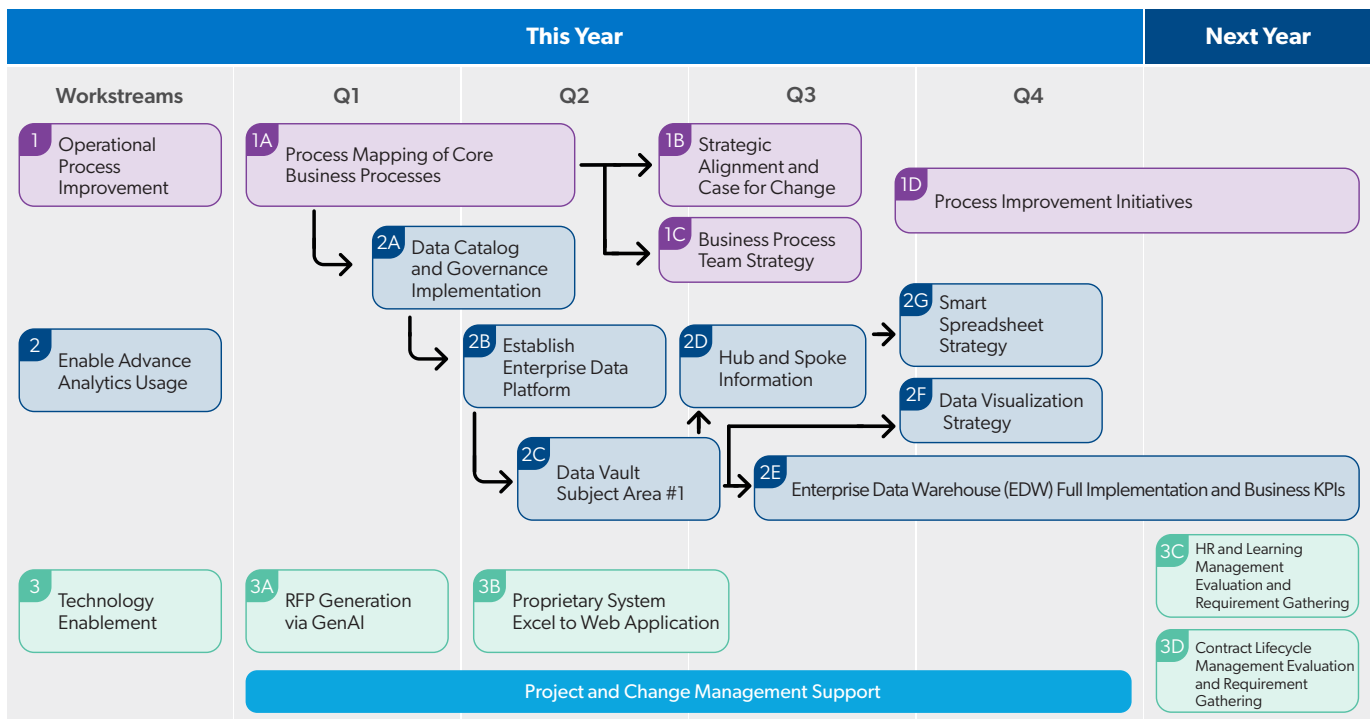 This Year
Next Year
Workstreams
Q1
Q2
Q3
Q4
1
Operational
Process
Improvement
1A
Process Mapping of Core
Business Processes
1B
Strategic
Alignment and
Case for Change
1C
Business Process
Team Strategy
1D
Process Improvement Initiatives
2
Enable Advance
Analytics Usage
2A
Data Catalog
and Governance
Implementation
2B
Establish
Enterprise Data
Platform
2C
Data Vault
Subject Area #1
2D
Hub and Spoke
Information
2G
Smart
Spreadsheet
Strategy
2F
Data Visualization
Strategy
2E
Enterprise Data Warehouse (EDW) Full Implementation and Business KPIs
3
Technology
Enablement
3A
RFP Generation
via GenAI
3B
Proprietary System
Excel to Web Application
3C
HR and Learning
Management
Evaluation and
Requirement Gathering
3D
Contract Lifecycle
Management Evaluation
and Requirement
Gathering
Project and Change Management Support